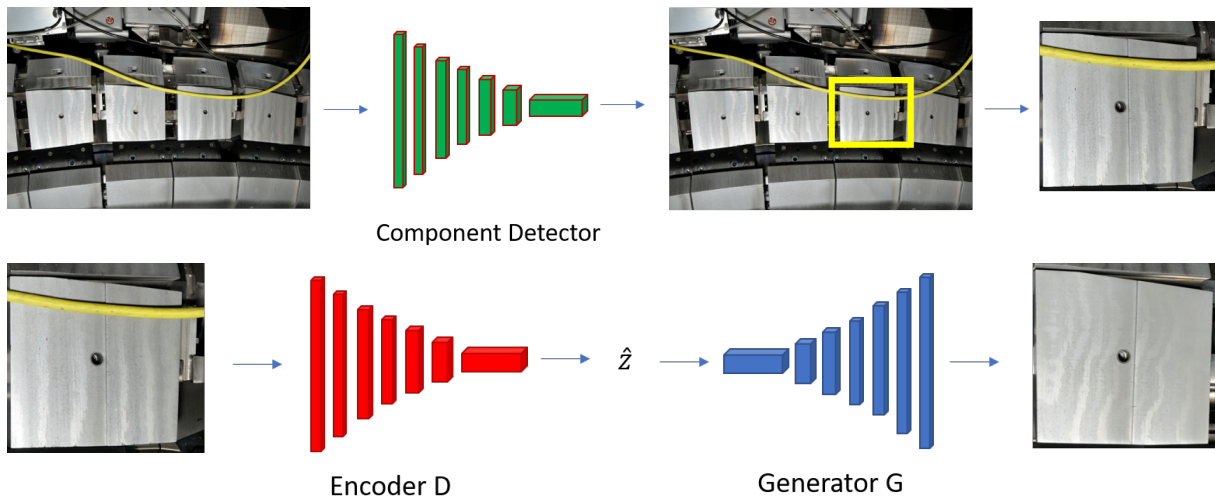 Component Detector
ẑ
Encoder D
Generator G